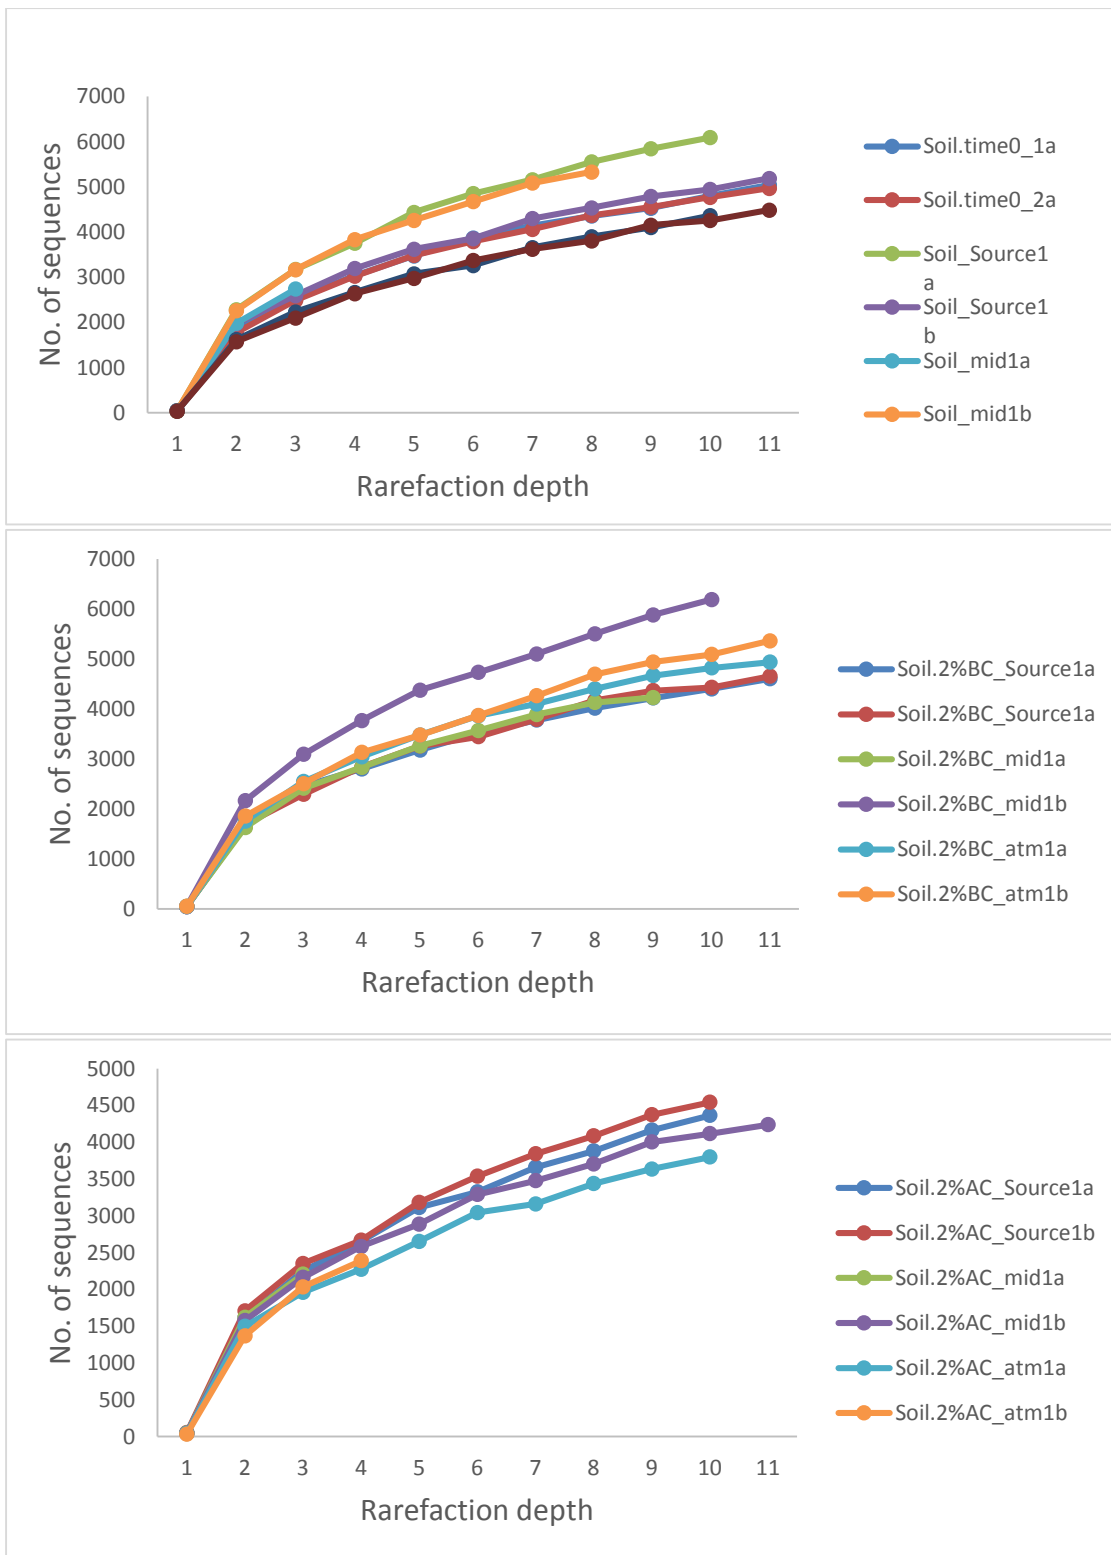 7000
6000
5000
4000
3000
2000
1000
0
No. of sequences
1 2 3 4 5 6 7 8 9 10 11
Rarefaction depth
Soil.time0_1a
Soil.time0_2a
Soil_Source1
a
Soil_Source1
b
Soil_mid1a
Soil_mid1b
7000
6000
5000
4000
3000
2000
1000
0
No. of sequences
1 2 3 4 5 6 7 8 9 10 11
Rarefaction depth
Soil.2%BC_Source1a
Soil.2%BC_Source1a
Soil.2%BC_mid1a
Soil.2%BC_mid1b
Soil.2%BC_atm1a
Soil.2%BC_atm1b
5000
4500
4000
3500
3000
2500
2000
1500
1000
500
0
No. of sequences
1 2 3 4 5 6 7 8 9 10 11
Rarefaction depth
Soil.2%AC_Source1a
Soil.2%AC_Source1b
Soil.2%AC_mid1a
Soil.2%AC_mid1b
Soil.2%AC_atm1a
Soil.2%AC_atm1b